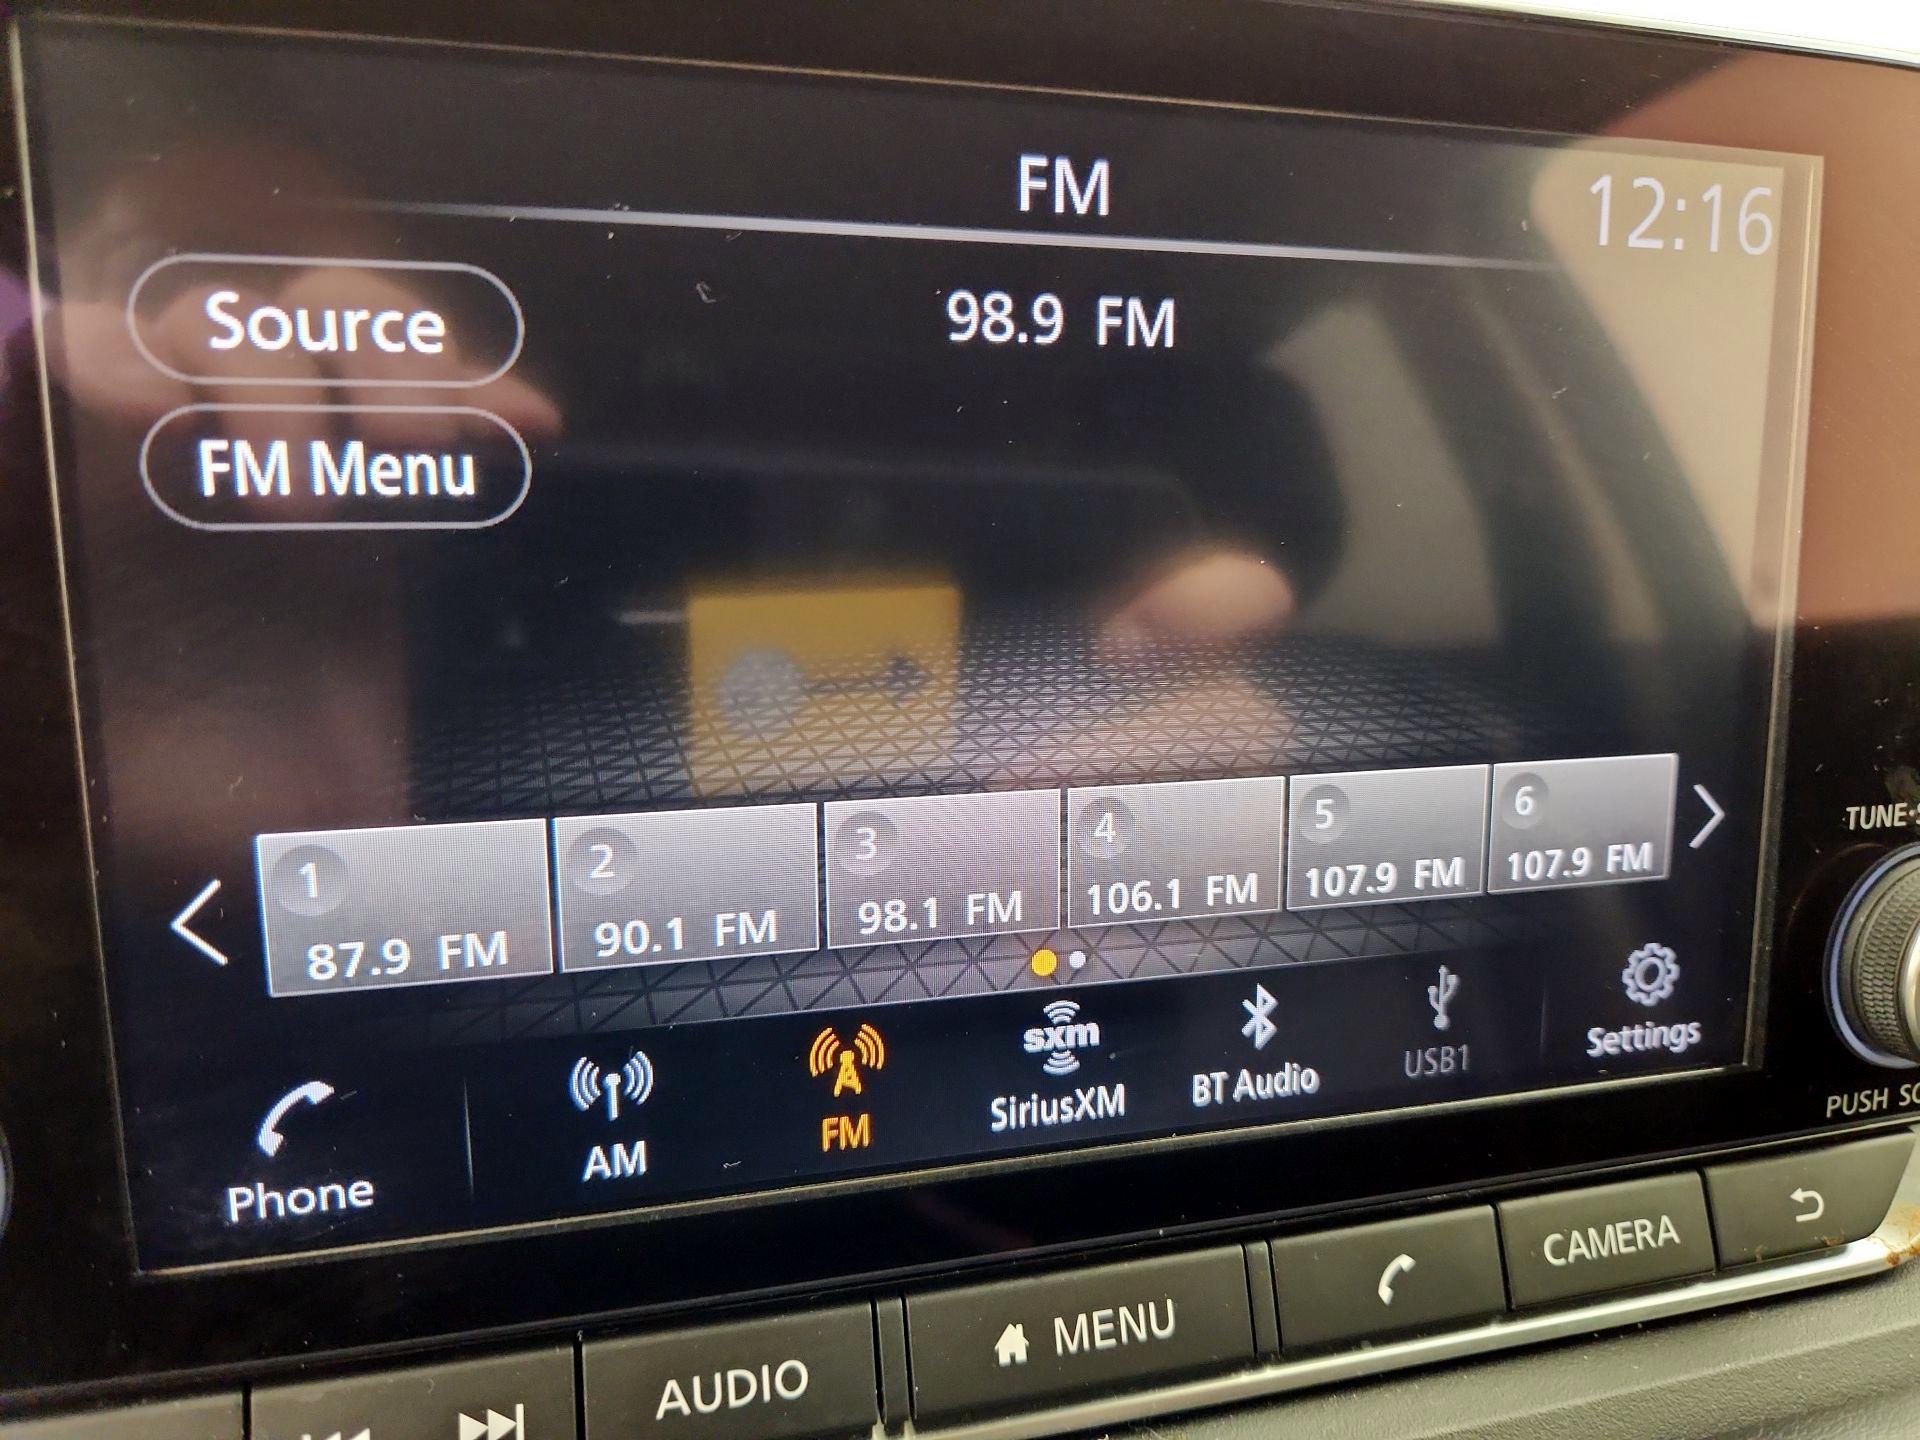 FM
12:16
Source
98.9 FM
FM Menu
1
87.9 FM
2
90.1 FM
3
98.1 FM
4
106.1 FM
5
107.9 FM
6
107.9 FM
Phone
AM
FM
sxm
SiriusXM
BT Audio
USB1
Settings
TUNE
PUSH
AUDIO
MENU
CAMERA